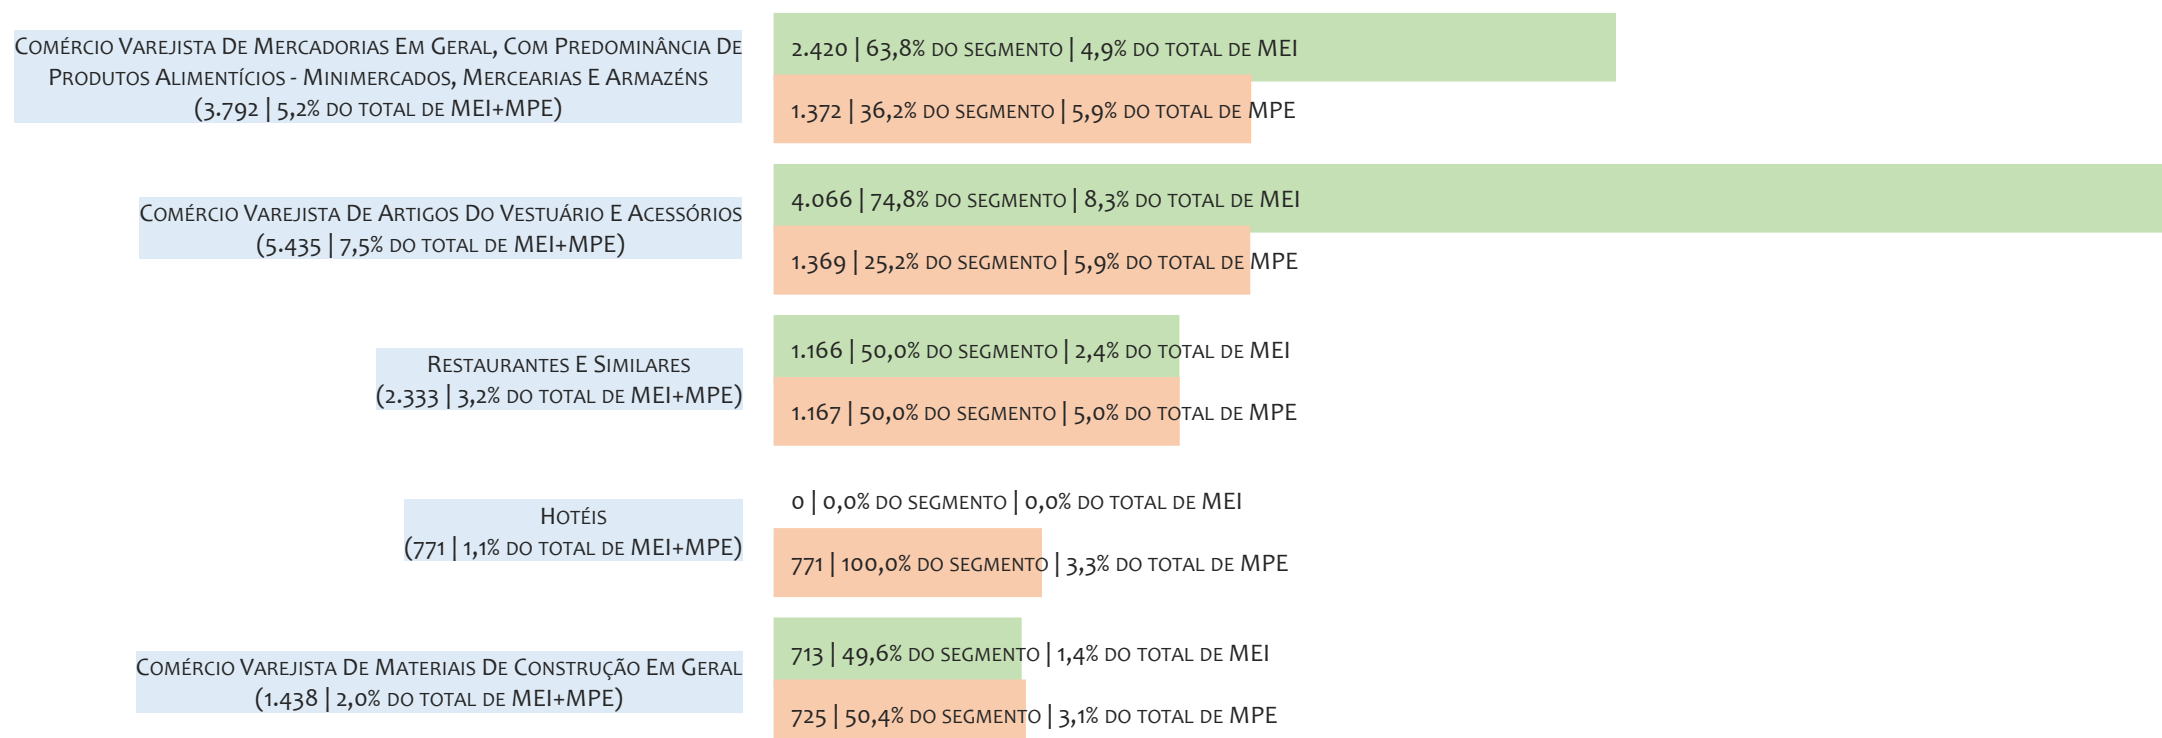 Comércio Varejista De Mercadorias Em Geral, Com Predominância De
Produtos Alimentícios - Minimercados, Mercearias E Armazéns
(3.792 | 5,2% do total de MEI+MPE)
2.420 | 63,8% do segmento | 4,9% do total de MEI
1.372 | 36,2% do segmento | 5,9% do total de MPE
Comércio Varejista De Artigos Do Vestuário E Acessórios
(5.435 | 7,5% do total de MEI+MPE)
4.066 | 74,8% do segmento | 8,3% do total de MEI
1.369 | 25,2% do segmento | 5,9% do total de MPE
Restaurantes E Similares
(2.333 | 3,2% do total de MEI+MPE)
1.166 | 50,0% do segmento | 2,4% do total de MEI
1.167 | 50,0% do segmento | 5,0% do total de MPE
Hotéis
(771 | 1,1% do total de MEI+MPE)
0 | 0,0% do segmento | 0,0% do total de MEI
771 | 100,0% do segmento | 3,3% do total de MPE
Comércio Varejista De Materiais De Construção Em Geral
(1.438 | 2,0% do total de MEI+MPE)
713 | 49,6% do segmento | 1,4% do total de MEI
725 | 50,4% do segmento | 3,1% do total de MPE